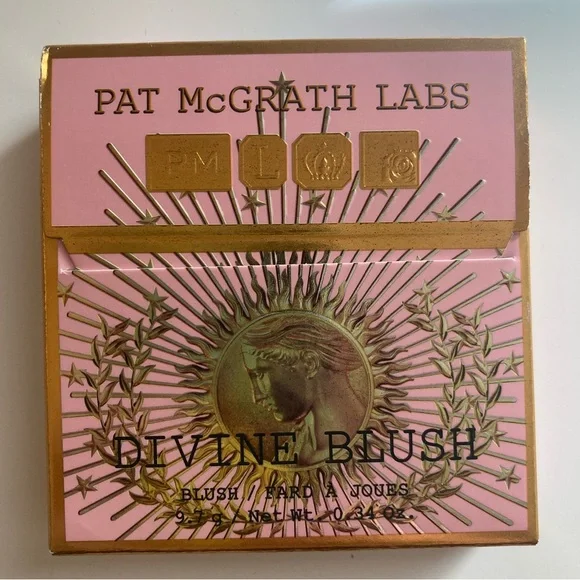 PAT McGRATH LABS
PM L
DIVINE BLUSH
BLUSH / FARD À JOUES
9.7 g / Net Wt. 0.34 Oz.